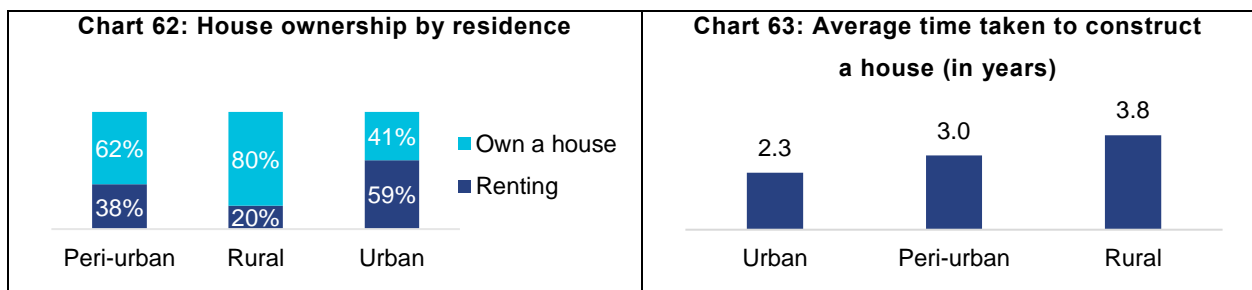 Chart 62: House ownership by residence
62%
80%
41%
38%
20%
59%
Own a house
Renting
Peri-urban
Rural
Urban
Chart 63: Average time taken to construct
a house (in years)
2.3
3.0
3.8
Urban
Peri-urban
Rural